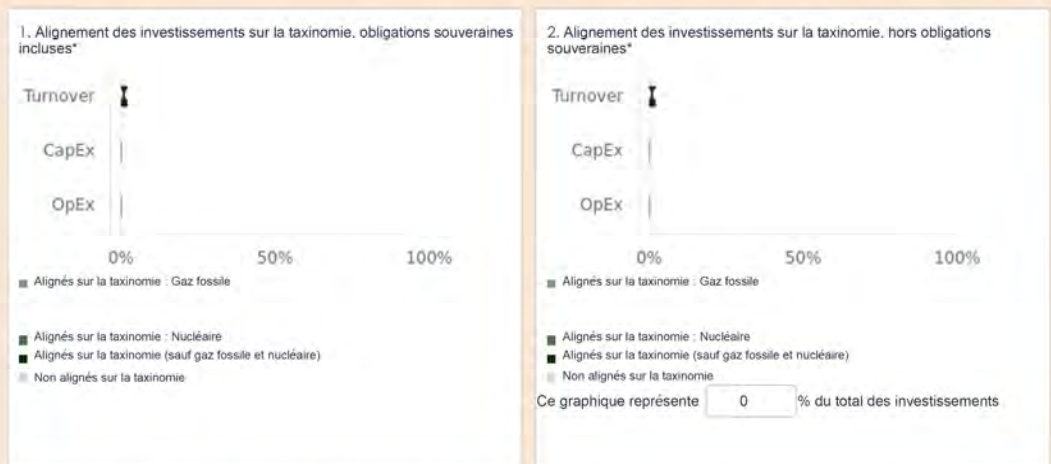 1. Alignement des investissements sur la taxinomie, obligations souveraines
incluses*
Turnover
CapEx
OpEx
0% 50% 100%
Alignés sur la taxinomie : Gaz fossile
Alignés sur la taxinomie : Nucléaire
Alignés sur la taxinomie (sauf gaz fossile et nucléaire)
Non alignés sur la taxinomie
2. Alignement des investissements sur la taxinomie, hors obligations
souveraines*
Turnover
CapEx
OpEx
0% 50% 100%
Alignés sur la taxinomie : Gaz fossile
Alignés sur la taxinomie : Nucléaire
Alignés sur la taxinomie (sauf gaz fossile et nucléaire)
Non alignés sur la taxinomie
Ce graphique représente 0 % du total des investissements